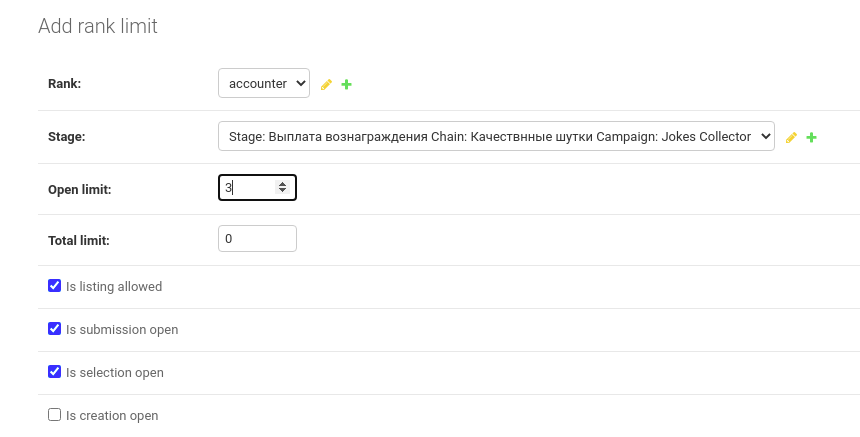 Add rank limit
Rank: accounter
Stage: Stage: Выплата вознаграждения Chain: Качествнные шутки Campaign: Jokes Collector
Open limit: 3
Total limit: 0
Is listing allowed
Is submission open
Is selection open
Is creation open